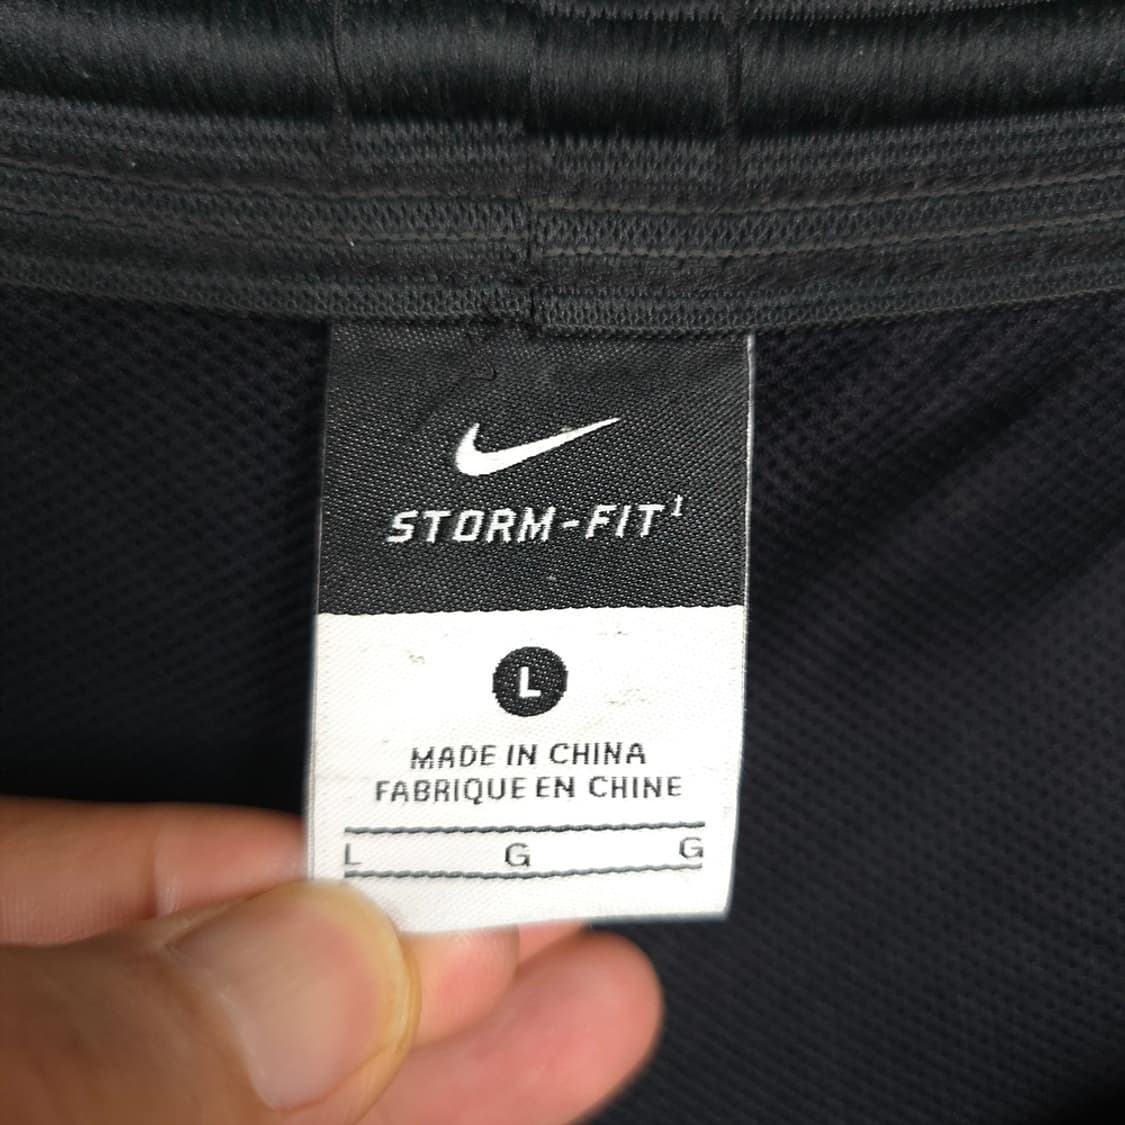 STORM-FIT¹
L
MADE IN CHINA
FABRIQUE EN CHINE
L G G